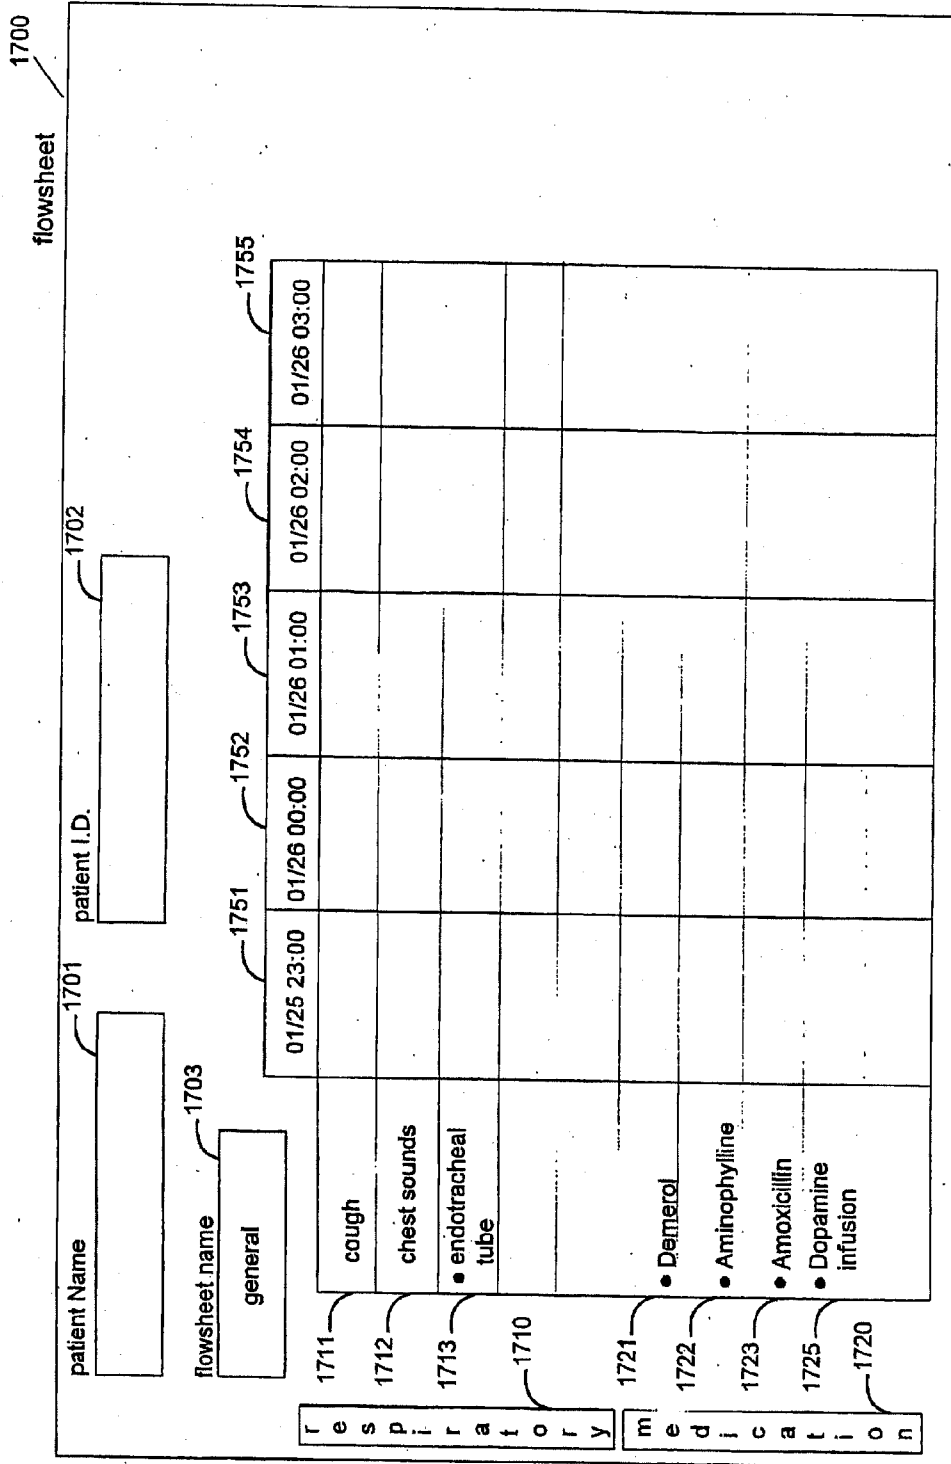 flowsheet
1700
patient Name
1701
patient I.D.
1702
flowsheet name
1703
general
1751
1752
1753
1754
1755
01/25 23:00
01/26 00:00
01/26 01:00
01/26 02:00
01/26 03:00
respiratory
1711
cough
1712
chest sounds
1713
• endotracheal
tube
1710
medication
1721
• Demerol
1722
• Aminophylline
1723
• Amoxicillin
1725
• Dopamine
infusion
1720